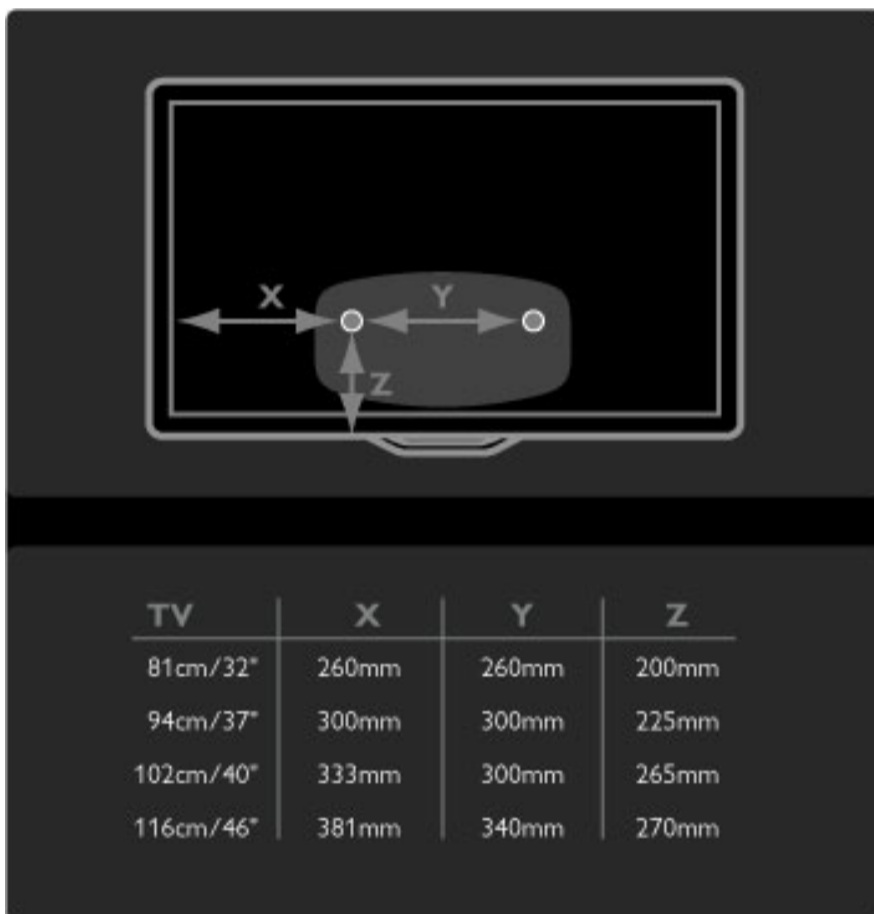 X Y
Z
TV X Y Z
81cm/32" 260mm 260mm 200mm
94cm/37" 300mm 300mm 225mm
102cm/40" 333mm 300mm 265mm
116cm/46" 381mm 340mm 270mm